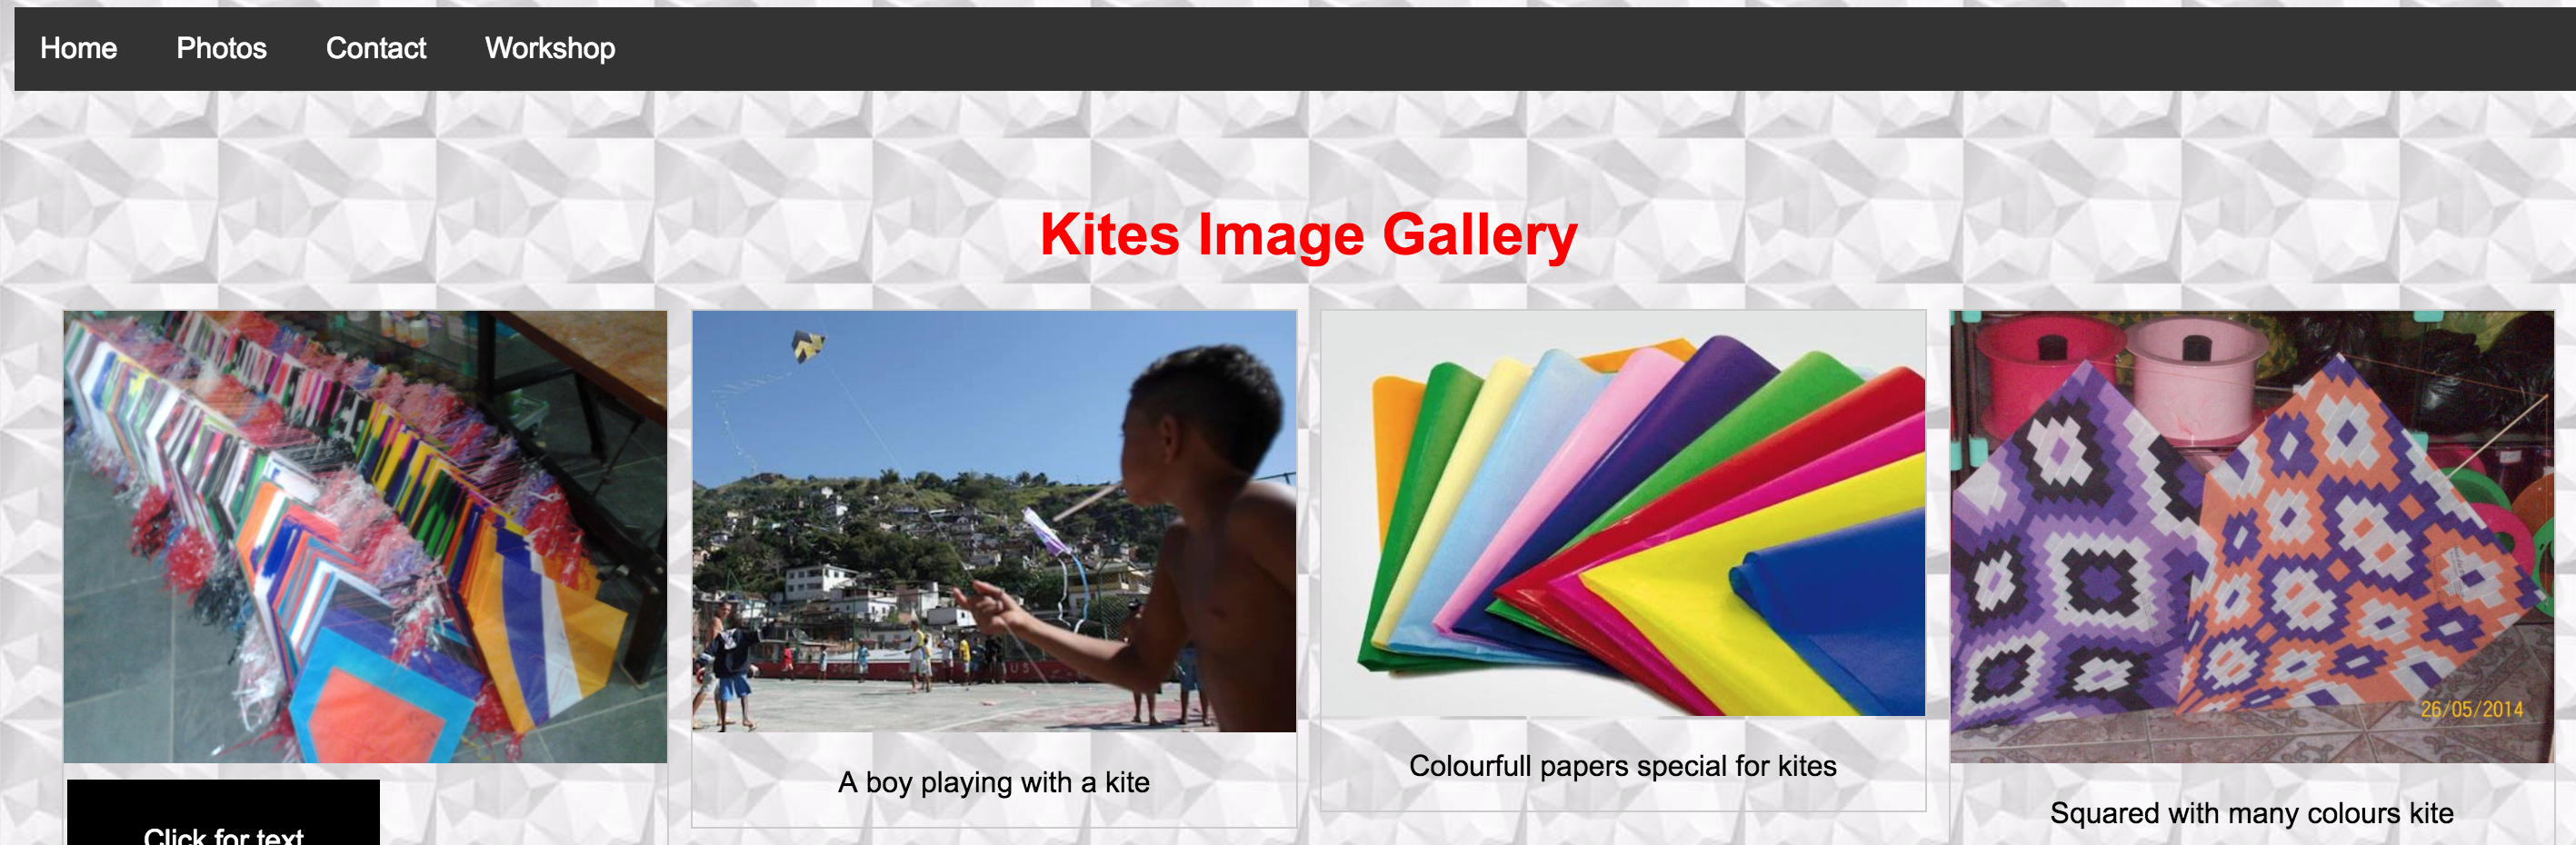 Home Photos Contact Workshop
Kites Image Gallery
26/05/2014
Click for text
A boy playing with a kite
Colourfull papers special for kites
Squared with many colours kite